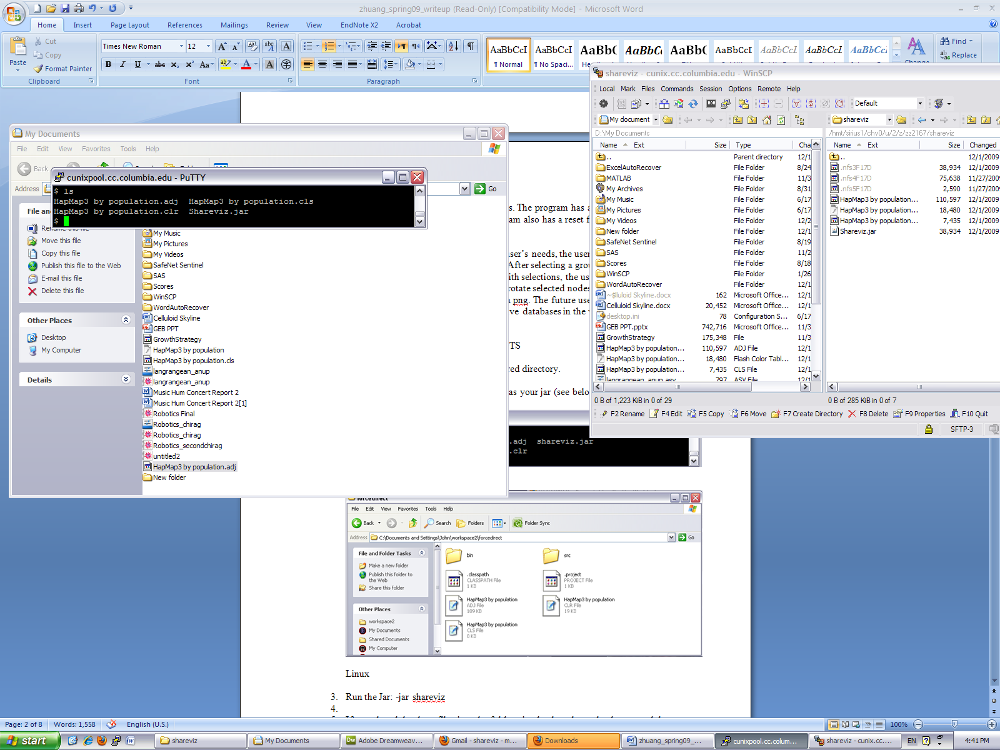 zhuang_spring09_writeup (Read-Only) [Compatibility Mode] - Microsoft Word
Home Insert Page Layout References Mailings Review View EndNote X2 Acrobat
Paste
Cut
Copy
Format Painter
Clipboard
Times New Roman 12
Font
Paragraph
AaBbCcI AaBbCcI AaBbC AaBbCc AaBbC AaBbCcI AaBbCcL AaBbCcL AaBbCcL
¶ Normal ¶ No Spaci...
Find
Replace
shareviz - cunix.cc.columbia.edu - WinSCP
Local Mark Files Commands Session Options Remote Help
Default
My document
shareviz
D:\My Documents
Name Ext Size Type Cha
.. Parent directory 12/1
ExcelAutoRecover File Folder 8/24
MATLAB File Folder 11/3
My Archives File Folder 8/31
My Music File Folder 6/17
My Pictures File Folder 6/17
My Videos File Folder 12/2
New folder File Folder 12/1
SafeNet Sentinel File Folder 8/19
SAS File Folder 11/2
Scores File Folder 8/18
WinSCP File Folder 1/26
WordAutoRecover File Folder 12/1
~$lluloid Skyline.docx 162 Microsoft Office... 12/1
Celluloid Skyline.docx 20,452 Microsoft Office... 12/1
desktop.ini 78 Configuration S... 6/17
GEB PPT.pptx 742,716 Microsoft Office... 11/3
GrowthStrategy 175,348 File 11/3
HapMap3 by population... 110,597 ADJ File 12/1
HapMap3 by population... 18,480 Flash Color Tabl... 12/1
HapMap3 by population... 7,435 CLS File 12/1
langrangean_anup.asv 797 ASV File 12/1
0 B of 1,223 KiB in 0 of 29
/hmt/sirius1/chv0/u/2/z/zz2167/shareviz
Name Ext Size Changed
.. 12/1/2009
.nfs3F17D 38,934 12/1/2009
.nfs4F17D 75,638 11/27/2009
.nfs5F17D 2,590 11/27/2009
HapMap3 by population... 110,597 12/1/2009
HapMap3 by population... 18,480 12/1/2009
HapMap3 by population... 7,435 12/1/2009
Shareviz.jar 38,934 12/1/2009
0 B of 285 KiB in 0 of 7
F2 Rename F4 Edit F5 Copy F6 Move F7 Create Directory F8 Delete F9 Properties F10 Quit
SFTP-3
My Documents
File Edit View Favorites Tools Help
Back
Address
Go
cunixpool.cc.columbia.edu - PuTTY
$ ls
HapMap3 by population.adj HapMap3 by population.cls
HapMap3 by population.clr Shareviz.jar
$
Rename this file
Move this file
Copy this file
Publish this file to the Web
E-mail this file
Delete this file
Other Places
Desktop
My Computer
Details
My Music
My Pictures
My Videos
SafeNet Sentinel
SAS
Scores
WinSCP
WordAutoRecover
Celluloid Skyline
GEB PPT
GrowthStrategy
HapMap3 by population
HapMap3 by population.cls
langrangean_anup
langrangean_anup
Music Hum Concert Report 2
Music Hum Concert Report 2[1]
Robotics Final
Robotics_chirag
Robotics_chirag
Robotics_secondchirag
untitled2
HapMap3 by population.adj
New folder
s. The program has a
am also has a reset f
user's needs, the user
After selecting a grou
ith selections, the us
rotate selected nodes
png. The future use
ve databases in the
TS
red directory.
as your jar (see belo
.adj shareviz.jar
.clr
forcedirect
File Edit View Favorites Tools Help
Back Search Folders Folder Sync
Address C:\Documents and Settings\John\workspace2\forcedirect Go
File and Folder Tasks
Make a new folder
Publish this folder to
the Web
Share this folder
Other Places
workspace2
My Documents
Shared Documents
My Computer
bin
src
.classpath
CLASSPATH File
1 KB
.project
PROJECT File
1 KB
HapMap3 by population
ADJ File
109 KB
HapMap3 by population
CLR File
19 KB
HapMap3 by population
CLS File
8 KB
Linux
3. Run the Jar: -jar shareviz
4.
Page: 2 of 8 Words: 1,558 English (U.S.) 100%
start shareviz My Documents Adobe Dreamweav... Gmail - shareviz - m... Downloads zhuang_spring09_... cunixpool.cc.colum... shareviz - cunix.cc.... EN 4:41 PM